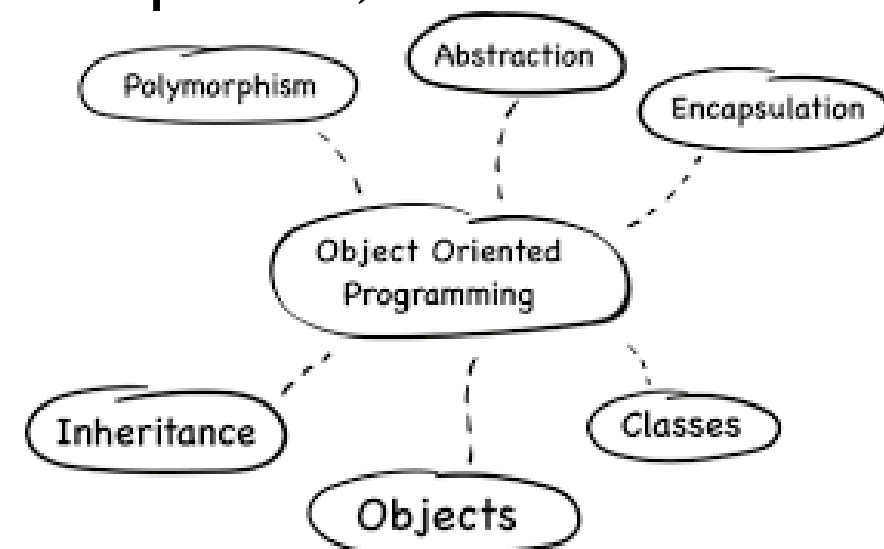 Polymorphism
Abstraction
Encapsulation
Object Oriented
Programming
Inheritance
Objects
Classes